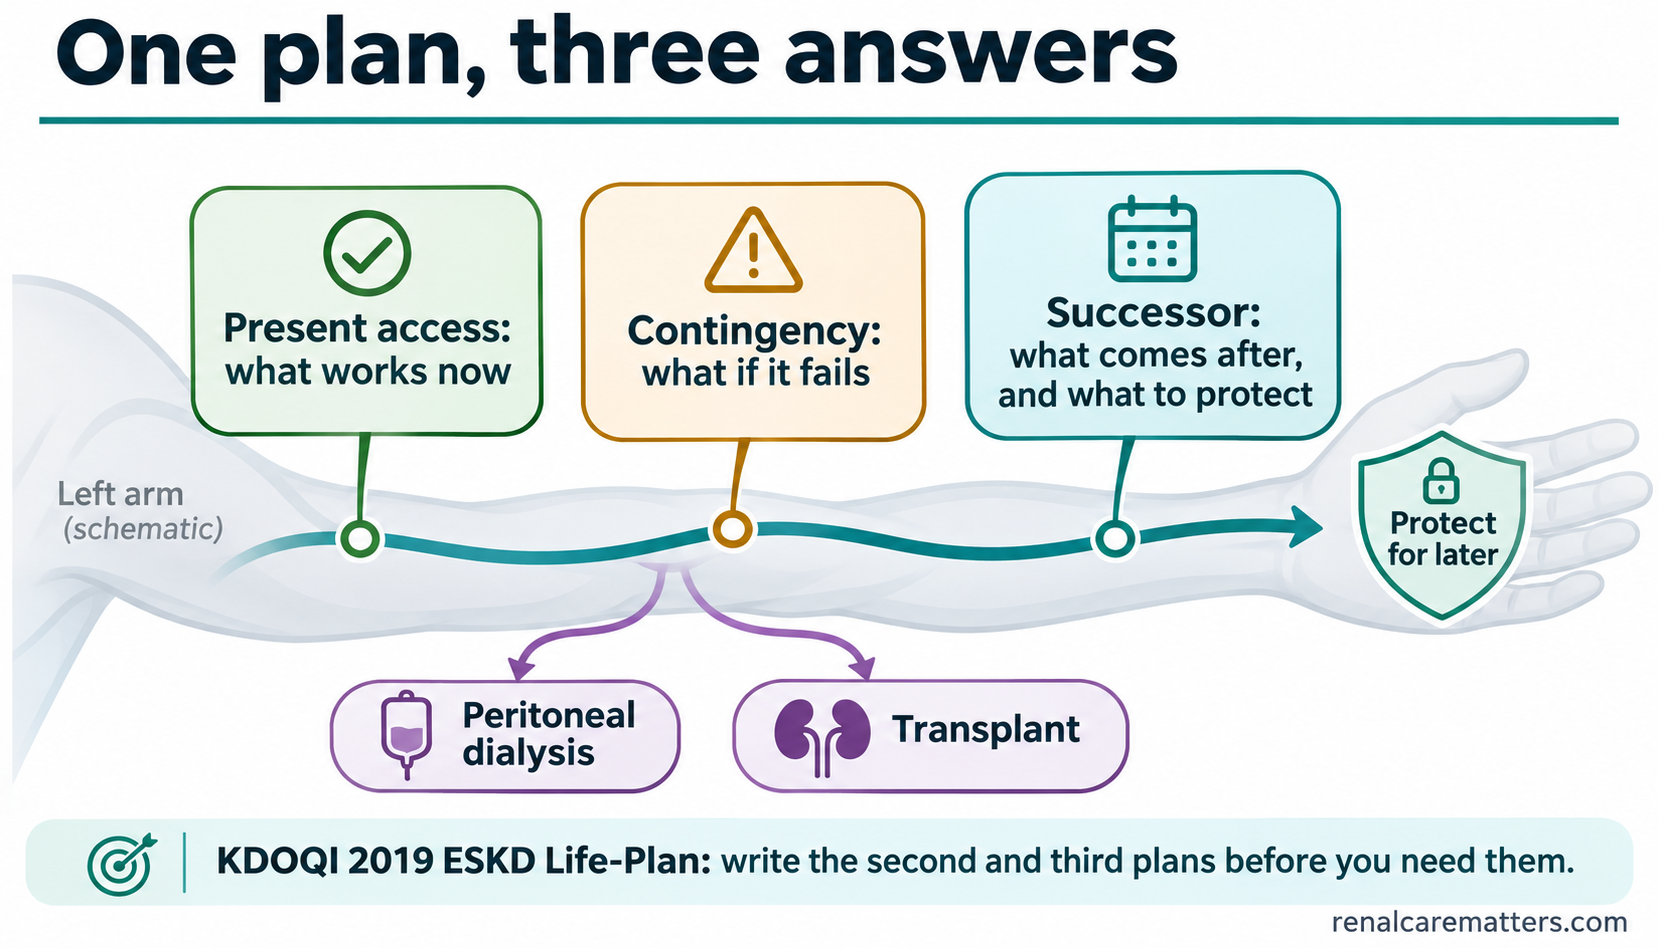 One plan, three answers
Present access:
what works now
Contingency:
what if it fails
Successor:
what comes after,
and what to protect
Left arm
(schematic)
Protect
for later
Peritoneal
dialysis
Transplant
KDOQI 2019 ESKD Life-Plan: write the second and third plans before you need them.
renalcarematters.com